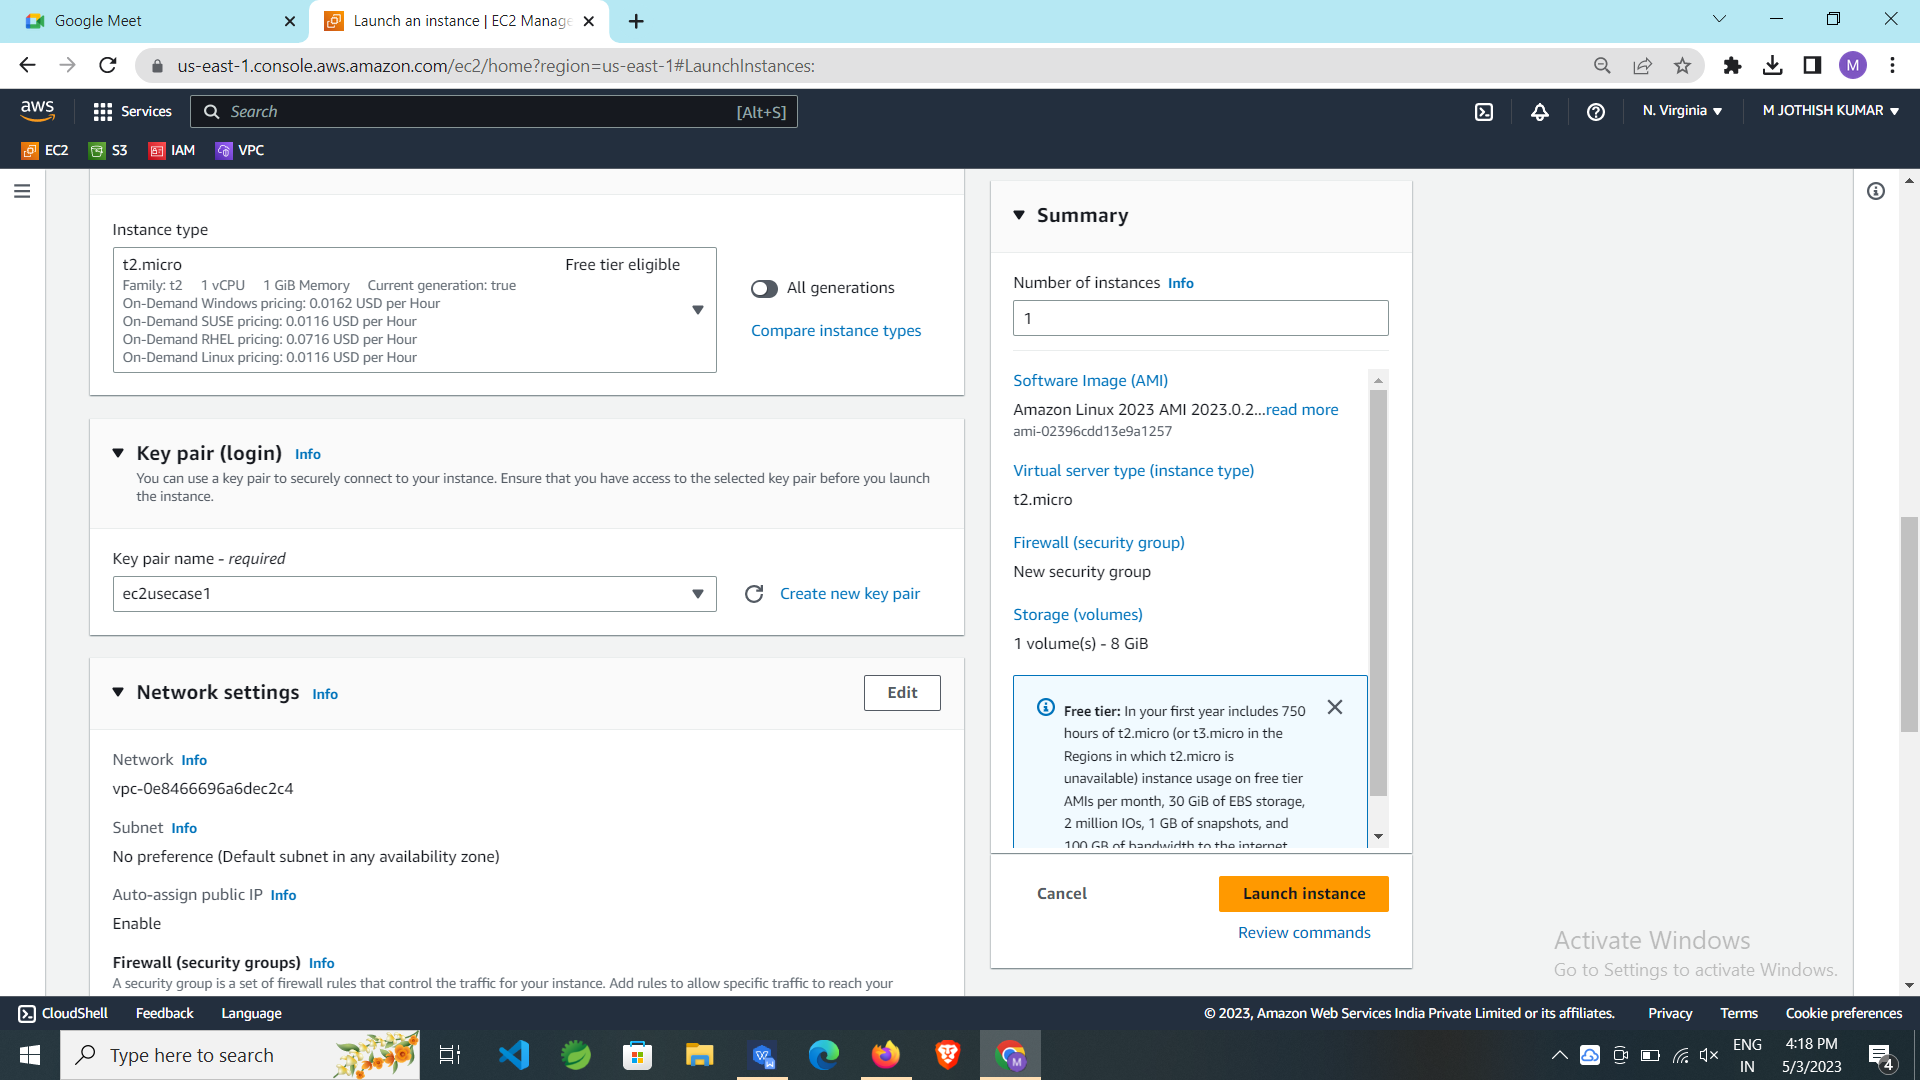 Google Meet
Launch an instance | EC2 Manage
us-east-1.console.aws.amazon.com/ec2/home?region=us-east-1#LaunchInstances:
M
aws
Services
Search
[Alt+S]
N. Virginia
M JOTHISH KUMAR
EC2
S3
IAM
VPC
Instance type
t2.micro
Free tier eligible
Family: t2 1 vCPU 1 GiB Memory Current generation: true
On-Demand Windows pricing: 0.0162 USD per Hour
On-Demand SUSE pricing: 0.0116 USD per Hour
On-Demand RHEL pricing: 0.0716 USD per Hour
On-Demand Linux pricing: 0.0116 USD per Hour
All generations
Compare instance types
Key pair (login) Info
You can use a key pair to securely connect to your instance. Ensure that you have access to the selected key pair before you launch
the instance.
Key pair name - required
ec2usecase1
Create new key pair
Network settings Info
Edit
Network Info
vpc-0e8466696a6dec2c4
Subnet Info
No preference (Default subnet in any availability zone)
Auto-assign public IP Info
Enable
Firewall (security groups) Info
A security group is a set of firewall rules that control the traffic for your instance. Add rules to allow specific traffic to reach your
Summary
Number of instances Info
1
Software Image (AMI)
Amazon Linux 2023 AMI 2023.0.2...read more
ami-02396cdd13e9a1257
Virtual server type (instance type)
t2.micro
Firewall (security group)
New security group
Storage (volumes)
1 volume(s) - 8 GiB
Free tier: In your first year includes 750
hours of t2.micro (or t3.micro in the
Regions in which t2.micro is
unavailable) instance usage on free tier
AMIs per month, 30 GiB of EBS storage,
2 million IOs, 1 GB of snapshots, and
100 GB of bandwidth to the internet
Cancel
Launch instance
Review commands
Activate Windows
Go to Settings to activate Windows.
CloudShell
Feedback
Language
© 2023, Amazon Web Services India Private Limited or its affiliates.
Privacy
Terms
Cookie preferences
Type here to search
M
ENG
IN
4:18 PM
5/3/2023
4